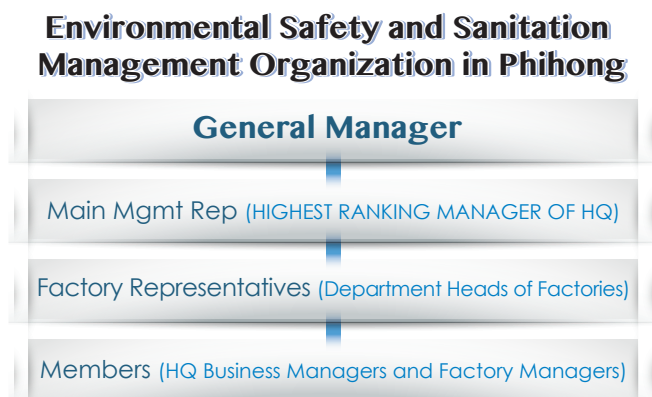 Environmental Safety and Sanitation
Management Organization in Phihong
General Manager
Main Mgmt Rep (HIGHEST RANKING MANAGER OF HQ)
Factory Representatives (Department Heads of Factories)
Members (HQ Business Managers and Factory Managers)